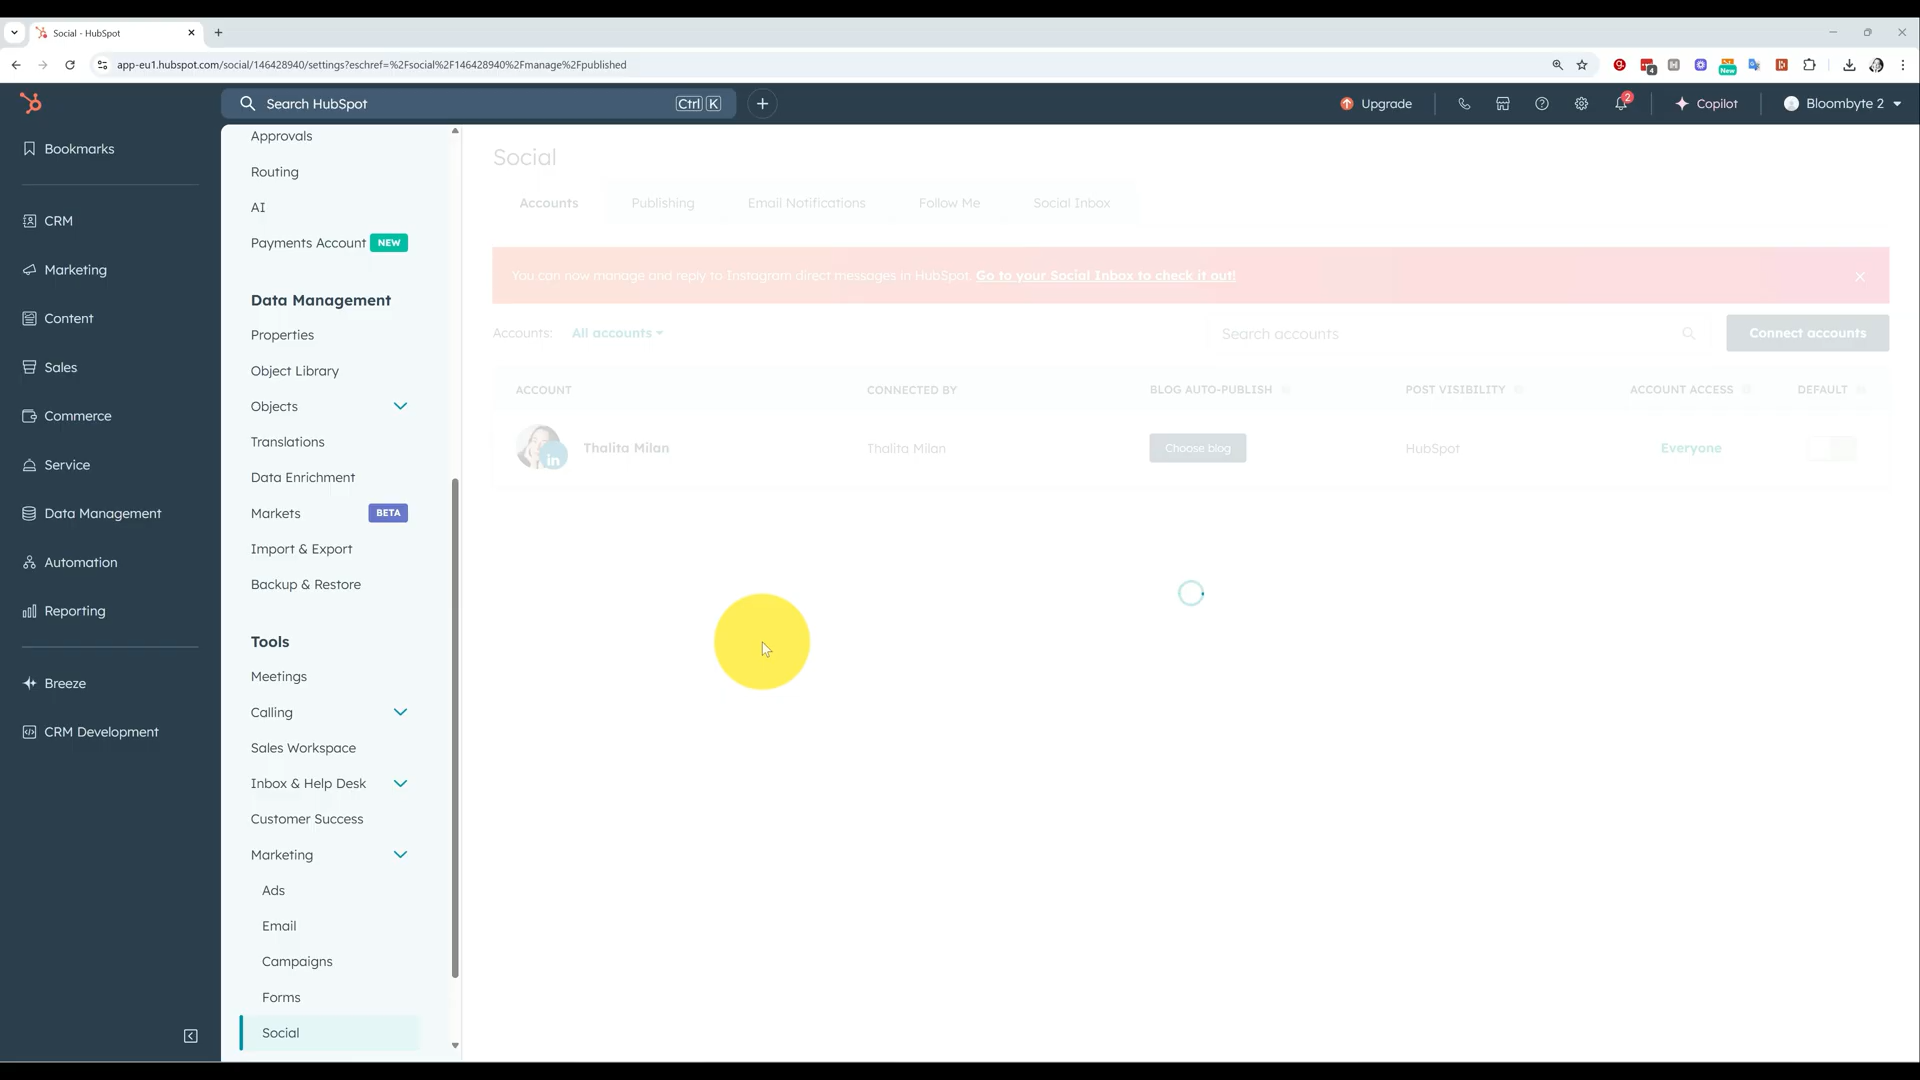 Social - HubSpot
app-eu1.hubspot.com/social/146428940/settings?eschref=%2Fsocial%2F146428940%2Fmanage%2Fpublished
4
New
Search HubSpot
Ctrl K
Upgrade
2
Copilot
Bloombyte 2
Bookmarks
CRM
Marketing
Content
Sales
Commerce
Service
Data Management
Automation
Reporting
Breeze
CRM Development
Approvals
Routing
AI
Payments Account NEW
Data Management
Properties
Object Library
Objects
Translations
Data Enrichment
Markets BETA
Import & Export
Backup & Restore
Tools
Meetings
Calling
Sales Workspace
Inbox & Help Desk
Customer Success
Marketing
Ads
Email
Campaigns
Forms
Social
Social
Accounts Publishing Email Notifications Follow Me Social Inbox
You can now manage and reply to Instagram direct messages in HubSpot. Go to your Social Inbox to check it out!
Accounts: All accounts Search accounts Connect accounts
ACCOUNT CONNECTED BY BLOG AUTO-PUBLISH POST VISIBILITY ACCOUNT ACCESS DEFAULT
in Thalita Milan Thalita Milan Choose blog HubSpot Everyone